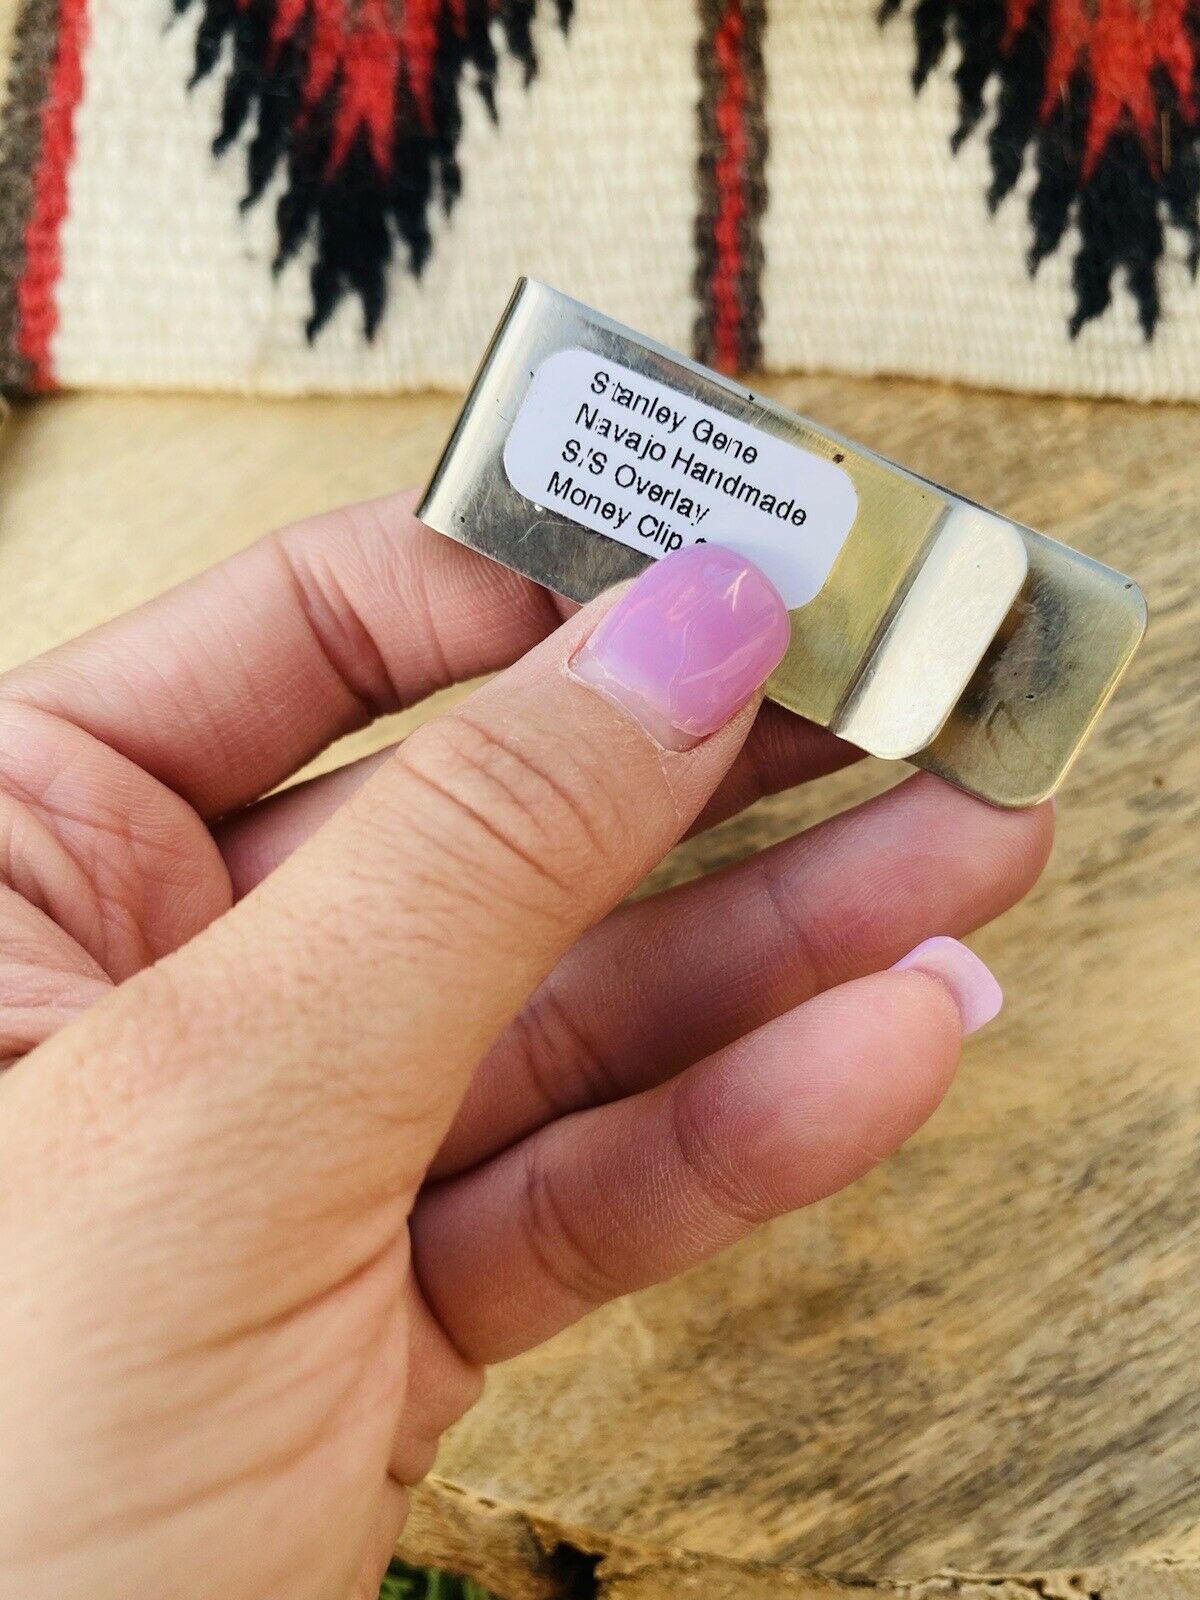 Stanley Gene
Navajo Handmade
S/S Overlay
Money Clip